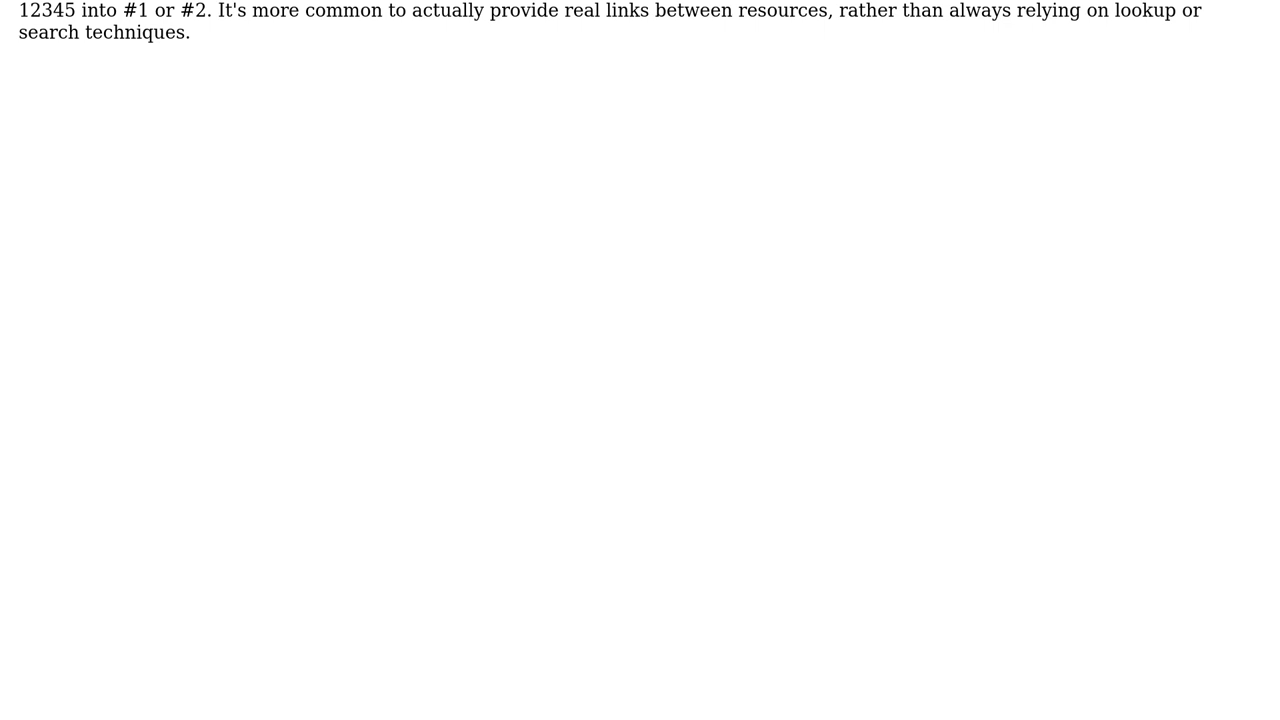 12345 into #1 or #2. It's more common to actually provide real links between resources, rather than always relying on lookup or
search techniques.